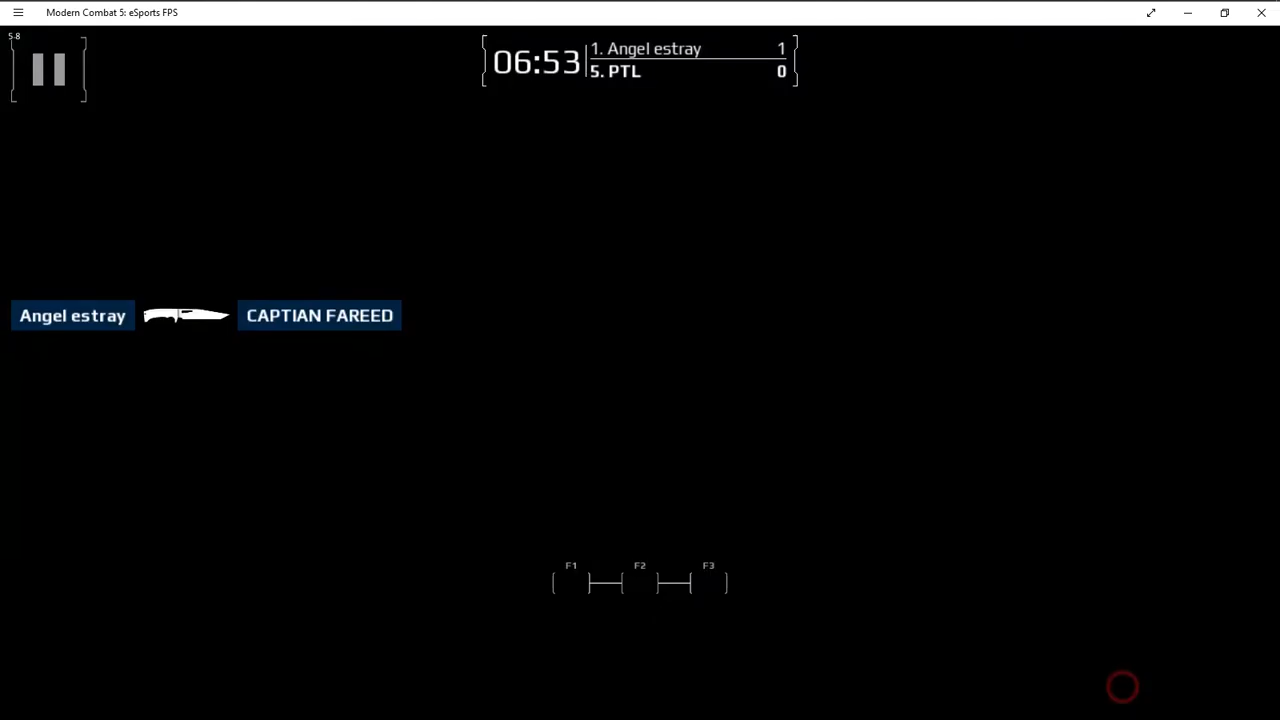 Modern Combat 5: eSports FPS
58
06:53
1. Angel estray 1
5. PTL 0
Angel estray CAPTIAN FAREED
F1 F2 F3